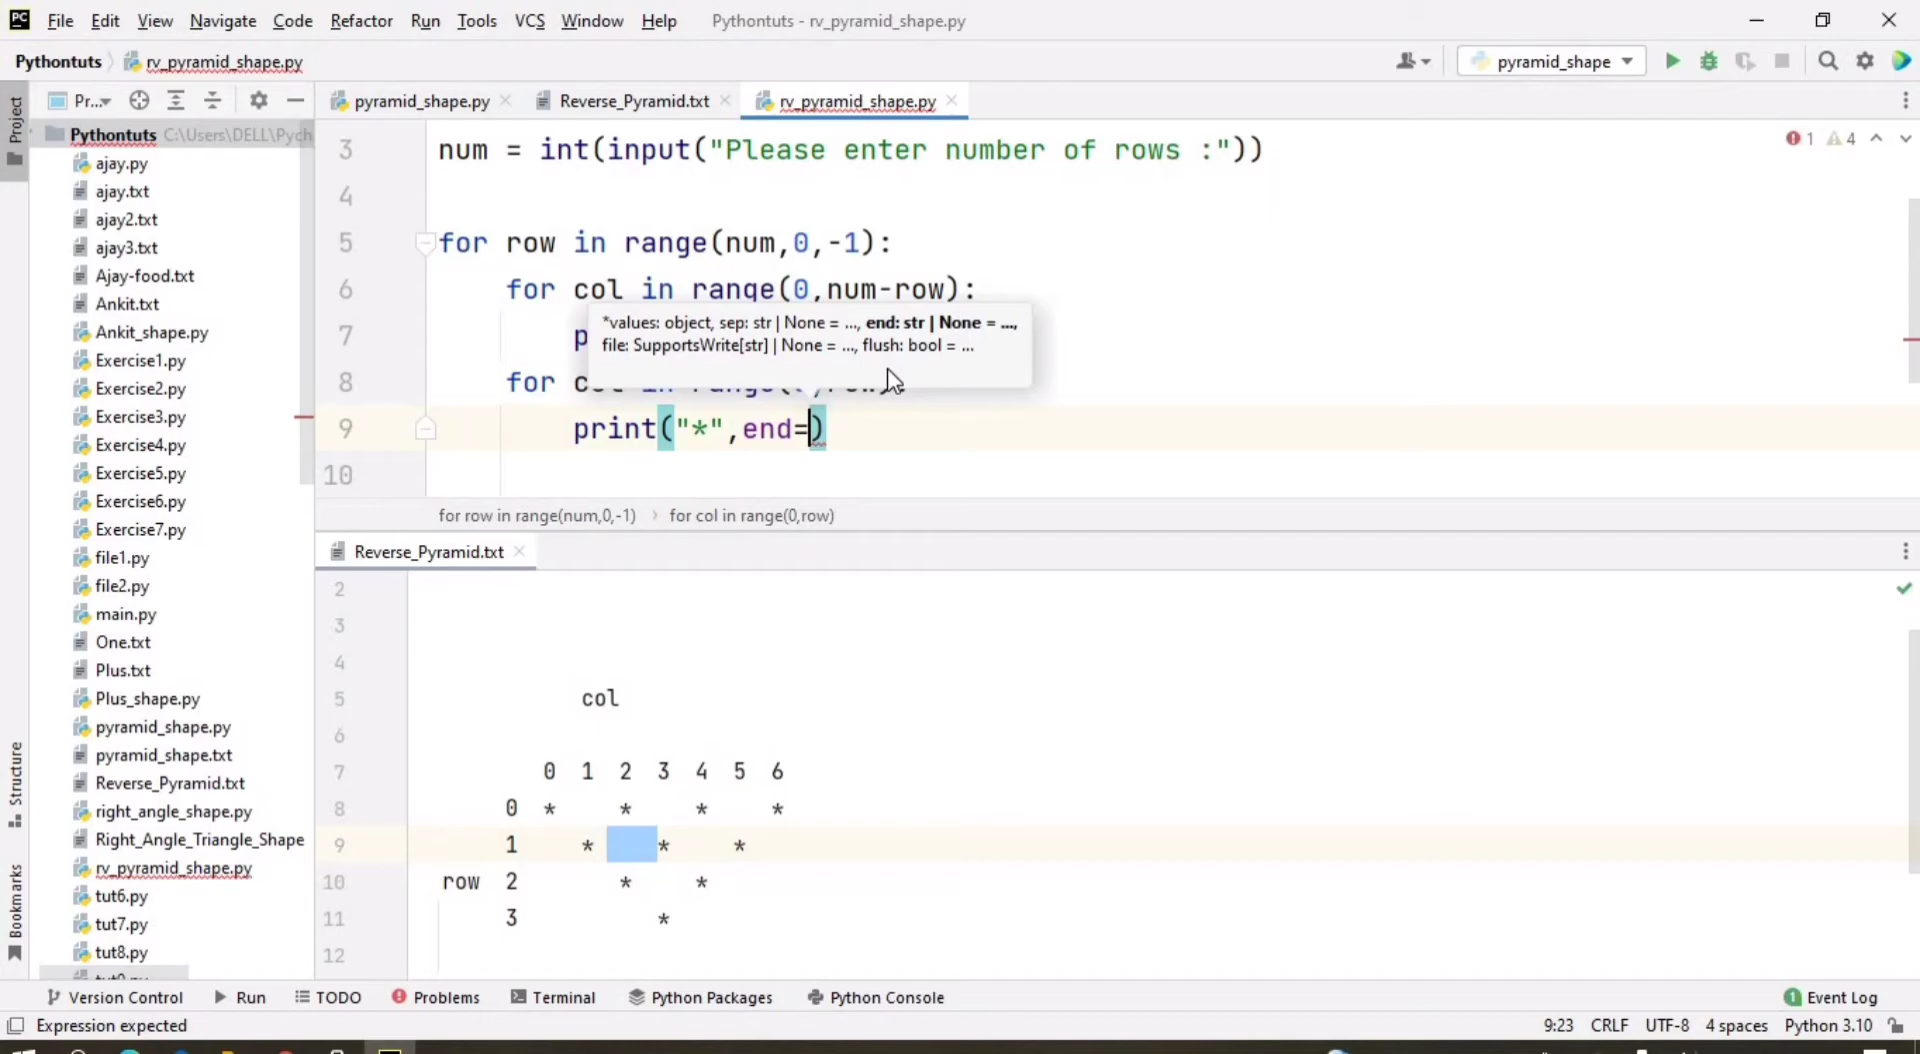 PC File Edit View Navigate Code Refactor Run Tools VCS Window Help Pythontuts - rv_pyramid_shape.py
Pythontuts rv_pyramid_shape.py pyramid_shape
Project Pr... pyramid_shape.py Reverse_Pyramid.txt rv_pyramid_shape.py
Pythontuts C:\Users\DELL\Pych
ajay.py
ajay.txt
ajay2.txt
ajay3.txt
Ajay-food.txt
Ankit.txt
Ankit_shape.py
Exercise1.py
Exercise2.py
Exercise3.py
Exercise4.py
Exercise5.py
Exercise6.py
Exercise7.py
file1.py
file2.py
main.py
One.txt
Plus.txt
Plus_shape.py
pyramid_shape.py
pyramid_shape.txt
Reverse_Pyramid.txt
right_angle_shape.py
Right_Angle_Triangle_Shape
rv_pyramid_shape.py
tut6.py
tut7.py
tut8.py
Structure
Bookmarks
3 num = int(input("Please enter number of rows :"))
1 4
4
5 for row in range(num,0,-1):
6 for col in range(0,num-row):
*values: object, sep: str | None = ..., end: str | None = ...,
file: SupportsWrite[str] | None = ..., flush: bool = ...
7 p
8 for
9 print("*",end=)
10
for row in range(num,0,-1) › for col in range(0,row)
Reverse_Pyramid.txt
2
3
4
5 col
6
7 0 1 2 3 4 5 6
8 0 * * * *
9 1 * * *
10 row 2 * *
11 3 *
12
Version Control Run TODO Problems Terminal Python Packages Python Console 1 Event Log
Expression expected 9:23 CRLF UTF-8 4 spaces Python 3.10